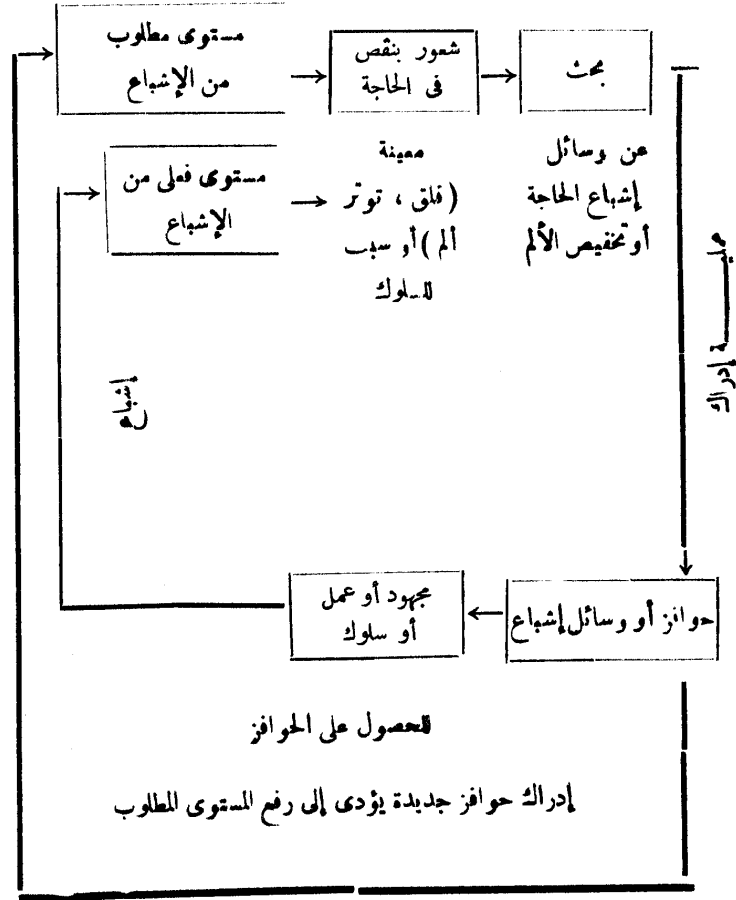 مستوى مطلوب
من الإشباع
شعور بنقص
فى الحاجة
بحث
معينة
(قلق ، توتر
ألم) أو سبب
للسلوك
عن وسائل
إشباع الحاجة
أو تخفيض الألم
مستوى فعلى من
الإشباع
عمليـــــة إدراك
إشباع
حوافز أو وسائل إشباع
مجهود أو عمل
أو سلوك
للحصول على الحوافز
إدراك حوافز جديدة يؤدى إلى رفع المستوى المطلوب